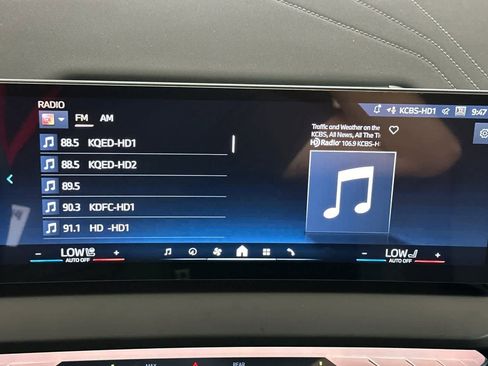 RADIO
KCBS-HD1
9:47
FM AM
88.5 KQED-HD1
88.5 KQED-HD2
89.5
90.3 KDFC-HD1
91.1 HD -HD1
Traffic and Weather on the
KCBS, All News, All The Ti
HD Radio 106.9 KCBS-H
- LOW +
AUTO OFF
- LOW +
AUTO OFF
MAX
REAR